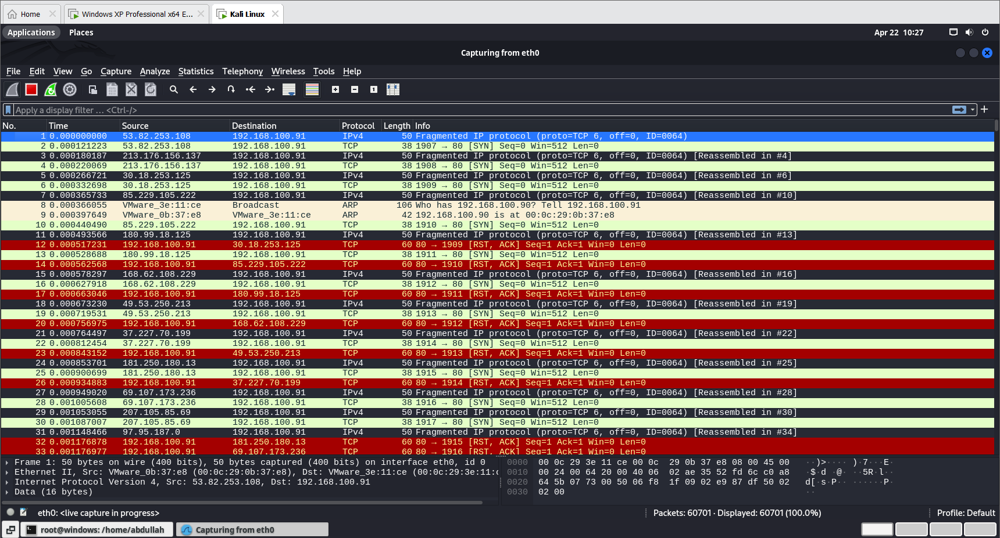 Home
Windows XP Professional x64 E...
Kali Linux
Applications Places Apr 22 10:27
Capturing from eth0
File Edit View Go Capture Analyze Statistics Telephony Wireless Tools Help
Apply a display filter … <Ctrl-/>
No. Time Source Destination Protocol Length Info
1 0.000000000 53.82.253.108 192.168.100.91 IPv4 50 Fragmented IP protocol (proto=TCP 6, off=0, ID=0064)
2 0.000121223 53.82.253.108 192.168.100.91 TCP 38 1907 → 80 [SYN] Seq=0 Win=512 Len=0
3 0.000180187 213.176.156.137 192.168.100.91 IPv4 50 Fragmented IP protocol (proto=TCP 6, off=0, ID=0064) [Reassembled in #4]
4 0.000220069 213.176.156.137 192.168.100.91 TCP 38 1908 → 80 [SYN] Seq=0 Win=512 Len=0
5 0.000266721 30.18.253.125 192.168.100.91 IPv4 50 Fragmented IP protocol (proto=TCP 6, off=0, ID=0064) [Reassembled in #6]
6 0.000332698 30.18.253.125 192.168.100.91 TCP 38 1909 → 80 [SYN] Seq=0 Win=512 Len=0
7 0.000365733 85.229.105.222 192.168.100.91 IPv4 50 Fragmented IP protocol (proto=TCP 6, off=0, ID=0064) [Reassembled in #10]
8 0.000366055 VMware_3e:11:ce Broadcast ARP 106 Who has 192.168.100.90? Tell 192.168.100.91
9 0.000397649 VMware_0b:37:e8 VMware_3e:11:ce ARP 42 192.168.100.90 is at 00:0c:29:0b:37:e8
10 0.000440490 85.229.105.222 192.168.100.91 TCP 38 1910 → 80 [SYN] Seq=0 Win=512 Len=0
11 0.000493566 180.99.18.125 192.168.100.91 IPv4 50 Fragmented IP protocol (proto=TCP 6, off=0, ID=0064) [Reassembled in #13]
12 0.000517231 192.168.100.91 30.18.253.125 TCP 60 80 → 1909 [RST, ACK] Seq=1 Ack=1 Win=0 Len=0
13 0.000528688 180.99.18.125 192.168.100.91 TCP 38 1911 → 80 [SYN] Seq=0 Win=512 Len=0
14 0.000562568 192.168.100.91 85.229.105.222 TCP 60 80 → 1910 [RST, ACK] Seq=1 Ack=1 Win=0 Len=0
15 0.000578297 168.62.108.229 192.168.100.91 IPv4 50 Fragmented IP protocol (proto=TCP 6, off=0, ID=0064) [Reassembled in #16]
16 0.000627918 168.62.108.229 192.168.100.91 TCP 38 1912 → 80 [SYN] Seq=0 Win=512 Len=0
17 0.000663046 192.168.100.91 180.99.18.125 TCP 60 80 → 1911 [RST, ACK] Seq=1 Ack=1 Win=0 Len=0
18 0.000673230 49.53.250.213 192.168.100.91 IPv4 50 Fragmented IP protocol (proto=TCP 6, off=0, ID=0064) [Reassembled in #19]
19 0.000719531 49.53.250.213 192.168.100.91 TCP 38 1913 → 80 [SYN] Seq=0 Win=512 Len=0
20 0.000756975 192.168.100.91 168.62.108.229 TCP 60 80 → 1912 [RST, ACK] Seq=1 Ack=1 Win=0 Len=0
21 0.000764497 37.227.70.199 192.168.100.91 IPv4 50 Fragmented IP protocol (proto=TCP 6, off=0, ID=0064) [Reassembled in #22]
22 0.000812454 37.227.70.199 192.168.100.91 TCP 38 1914 → 80 [SYN] Seq=0 Win=512 Len=0
23 0.000843152 192.168.100.91 49.53.250.213 TCP 60 80 → 1913 [RST, ACK] Seq=1 Ack=1 Win=0 Len=0
24 0.000853701 181.250.180.13 192.168.100.91 IPv4 50 Fragmented IP protocol (proto=TCP 6, off=0, ID=0064) [Reassembled in #25]
25 0.000900699 181.250.180.13 192.168.100.91 TCP 38 1915 → 80 [SYN] Seq=0 Win=512 Len=0
26 0.000934883 192.168.100.91 37.227.70.199 TCP 60 80 → 1914 [RST, ACK] Seq=1 Ack=1 Win=0 Len=0
27 0.000949020 69.107.173.236 192.168.100.91 IPv4 50 Fragmented IP protocol (proto=TCP 6, off=0, ID=0064) [Reassembled in #28]
28 0.001005608 69.107.173.236 192.168.100.91 TCP 38 1916 → 80 [SYN] Seq=0 Win=512 Len=0
29 0.001053055 207.105.85.69 192.168.100.91 IPv4 50 Fragmented IP protocol (proto=TCP 6, off=0, ID=0064) [Reassembled in #30]
30 0.001087007 207.105.85.69 192.168.100.91 TCP 38 1917 → 80 [SYN] Seq=0 Win=512 Len=0
31 0.001148466 97.95.187.0 192.168.100.91 IPv4 50 Fragmented IP protocol (proto=TCP 6, off=0, ID=0064) [Reassembled in #34]
32 0.001176878 192.168.100.91 181.250.180.13 TCP 60 80 → 1915 [RST, ACK] Seq=1 Ack=1 Win=0 Len=0
33 0.001176977 192.168.100.91 69.107.173.236 TCP 60 80 → 1916 [RST, ACK] Seq=1 Ack=1 Win=0 Len=0
Frame 1: 50 bytes on wire (400 bits), 50 bytes captured (400 bits) on interface eth0, id 0
Ethernet II, Src: VMware_0b:37:e8 (00:0c:29:0b:37:e8), Dst: VMware_3e:11:ce (00:0c:29:3e:11:c
Internet Protocol Version 4, Src: 53.82.253.108, Dst: 192.168.100.91
Data (16 bytes)
0000 00 0c 29 3e 11 ce 00 0c 29 0b 37 e8 08 00 45 00 ··)>···· )·7···E·
0010 00 24 00 64 20 00 40 06 02 ae 35 52 fd 6c c0 a8 ·$·d ·@· ··5R·l··
0020 64 5b 07 73 00 50 06 f8 1f 09 02 e9 87 df 50 02 d[·s·P·· ······P·
0030 02 00 ··
eth0: <live capture in progress>
Packets: 60701 · Displayed: 60701 (100.0%)
Profile: Default
root@windows: /home/abdullah
Capturing from eth0